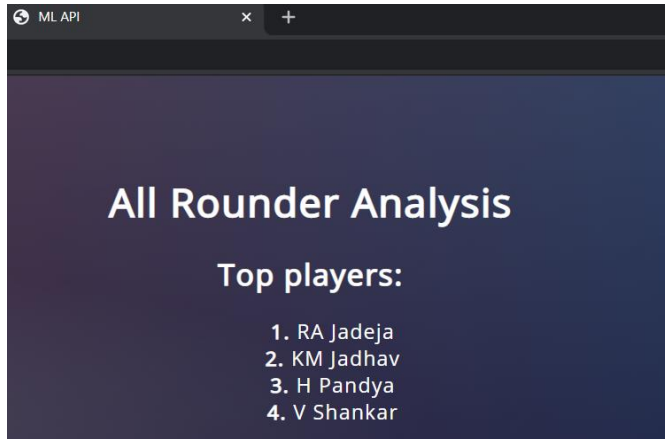 ML API
All Rounder Analysis
Top players:
1. RA Jadeja
2. KM Jadhav
3. H Pandya
4. V Shankar